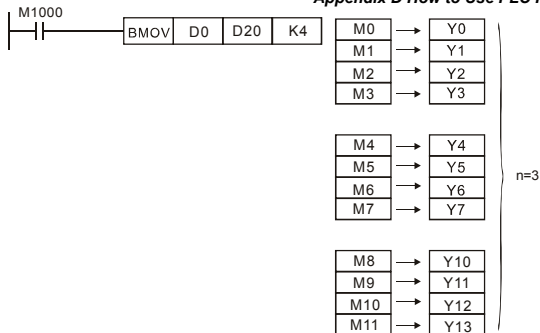 Appendix D How to Use PLC F
M1000
BMOV D0 D20 K4
M0 → Y0
M1 → Y1
M2 → Y2
M3 → Y3
M4 → Y4
M5 → Y5
M6 → Y6
M7 → Y7
n=3
M8 → Y10
M9 → Y11
M10 → Y12
M11 → Y13